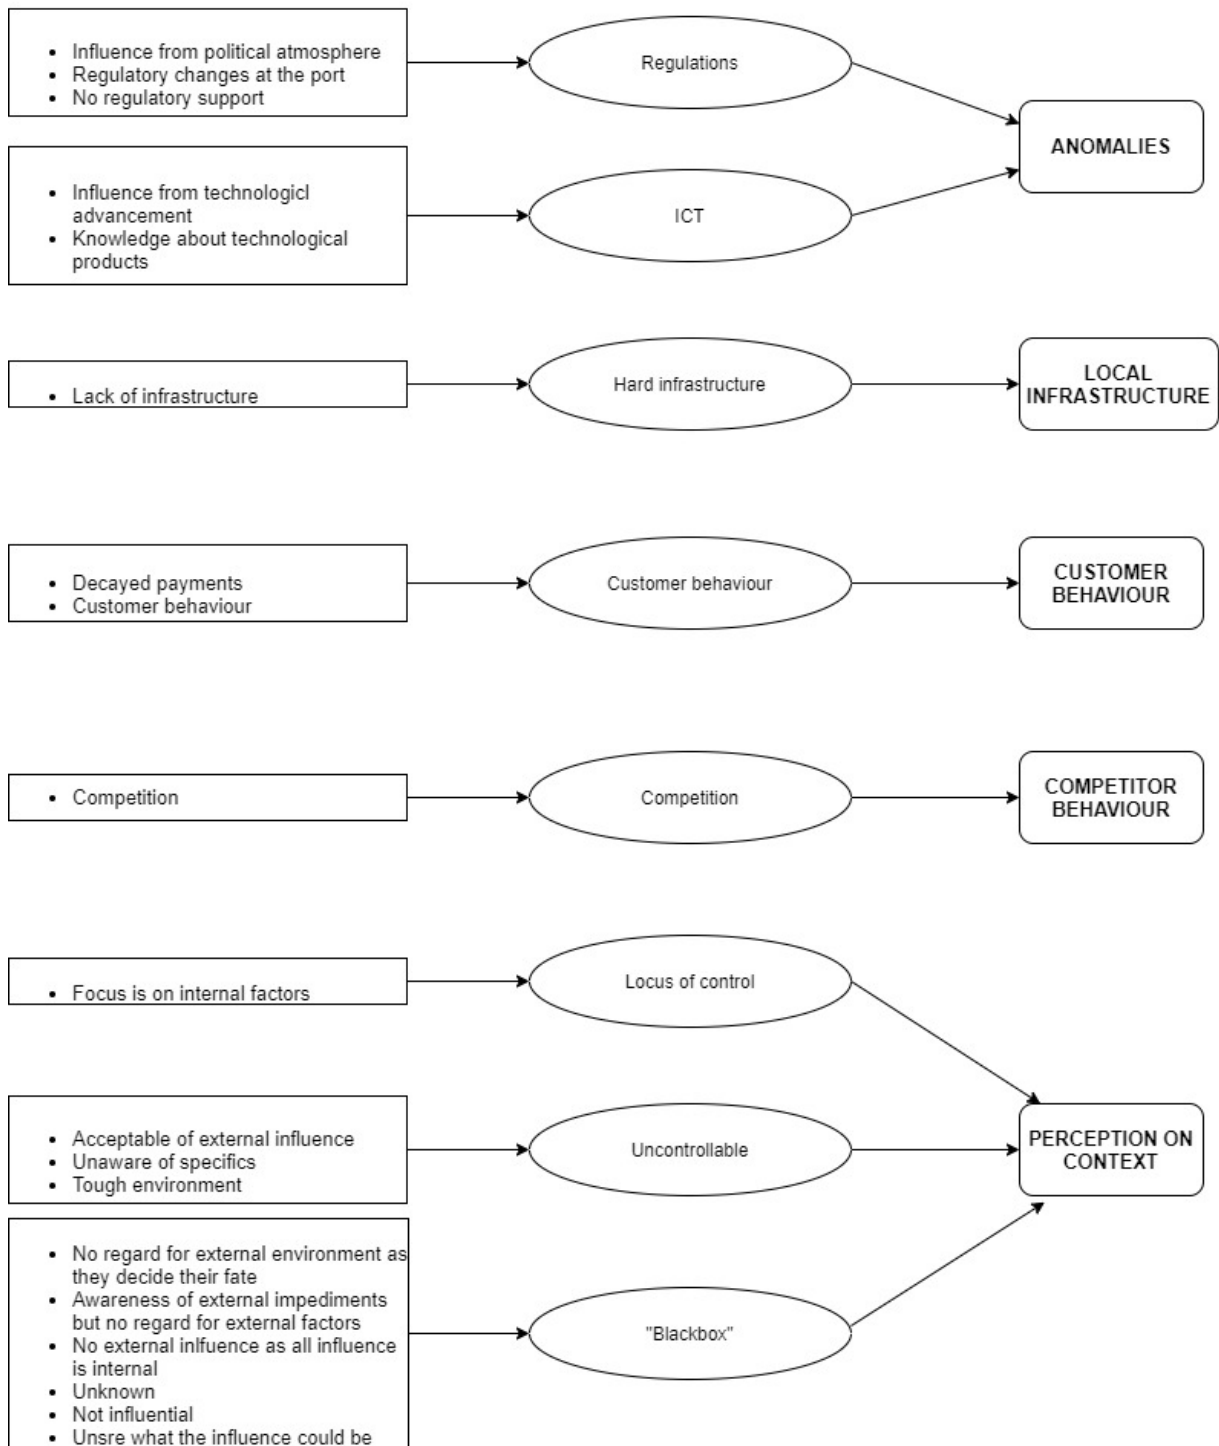 • Influence from political atmosphere
• Regulatory changes at the port
• No regulatory support
Regulations
ANOMALIES
• Influence from technologicl
advancement
• Knowledge about technological
products
ICT
• Lack of infrastructure
Hard infrastructure
LOCAL
INFRASTRUCTURE
• Decayed payments
• Customer behaviour
Customer behaviour
CUSTOMER
BEHAVIOUR
• Competition
Competition
COMPETITOR
BEHAVIOUR
• Focus is on internal factors
Locus of control
• Acceptable of external influence
• Unaware of specifics
• Tough environment
Uncontrollable
PERCEPTION ON
CONTEXT
• No regard for external environment as
they decide their fate
• Awareness of external impediments
but no regard for external factors
• No external inlfuence as all influence
is internal
• Unknown
• Not influential
• Unsre what the influence could be
"Blackbox"